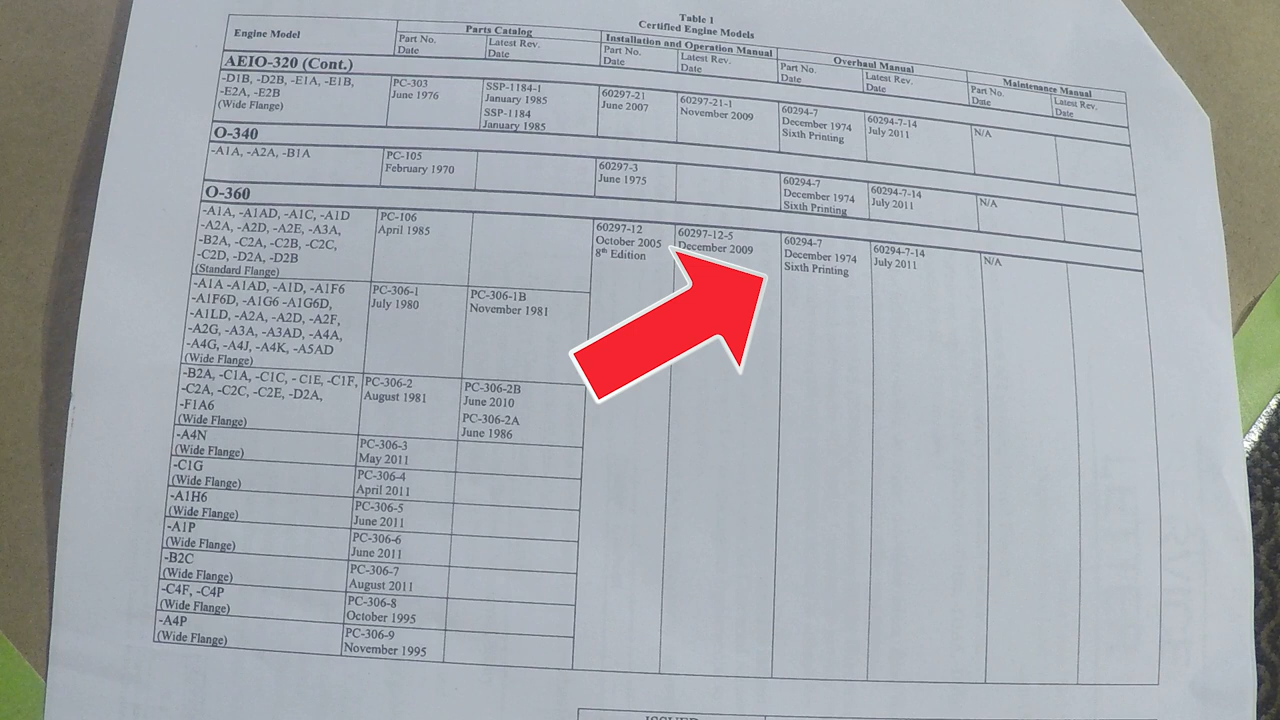 Table 1
Certified Engine Models
Engine Model
Parts Catalog
Installation and Operation Manual
Overhaul Manual
Maintenance Manual
Part No.
Date
Latest Rev.
Date
Part No.
Date
Latest Rev.
Date
Part No.
Date
Latest Rev.
Date
Part No.
Date
Latest Rev.
Date
AEIO-320 (Cont.)
-D1B, -D2B, -E1A, -E1B,
-E2A, -E2B
(Wide Flange)
PC-303
June 1976
SSP-1184-1
January 1985
SSP-1184
January 1985
60297-21
June 2007
60297-21-1
November 2009
60294-7
December 1974
Sixth Printing
60294-7-14
July 2011
N/A
O-340
-A1A, -A2A, -B1A
PC-105
February 1970
60297-3
June 1975
60294-7
December 1974
Sixth Printing
60294-7-14
July 2011
N/A
O-360
-A1A, -A1AD, -A1C, -A1D
-A2A, -A2D, -A2E, -A3A,
-B2A, -C2A, -C2B, -C2C,
-C2D, -D2A, -D2B
(Standard Flange)
PC-106
April 1985
60297-12
October 2005
8th Edition
60297-12-5
December 2009
60294-7
December 1974
Sixth Printing
60294-7-14
July 2011
N/A
-A1A -A1AD, -A1D, -A1F6
-A1F6D, -A1G6 -A1G6D,
-A1LD, -A2A, -A2D, -A2F,
-A2G, -A3A, -A3AD, -A4A,
-A4G, -A4J, -A4K, -A5AD
(Wide Flange)
PC-306-1
July 1980
PC-306-1B
November 1981
-B2A, -C1A, -C1C, - C1E, -C1F,
-C2A, -C2C, -C2E, -D2A,
-F1A6
(Wide Flange)
PC-306-2
August 1981
PC-306-2B
June 2010
PC-306-2A
June 1986
-A4N
(Wide Flange)
PC-306-3
May 2011
-C1G
(Wide Flange)
PC-306-4
April 2011
-A1H6
(Wide Flange)
PC-306-5
June 2011
-A1P
(Wide Flange)
PC-306-6
June 2011
-B2C
(Wide Flange)
PC-306-7
August 2011
-C4F, -C4P
(Wide Flange)
PC-306-8
October 1995
-A4P
(Wide Flange)
PC-306-9
November 1995